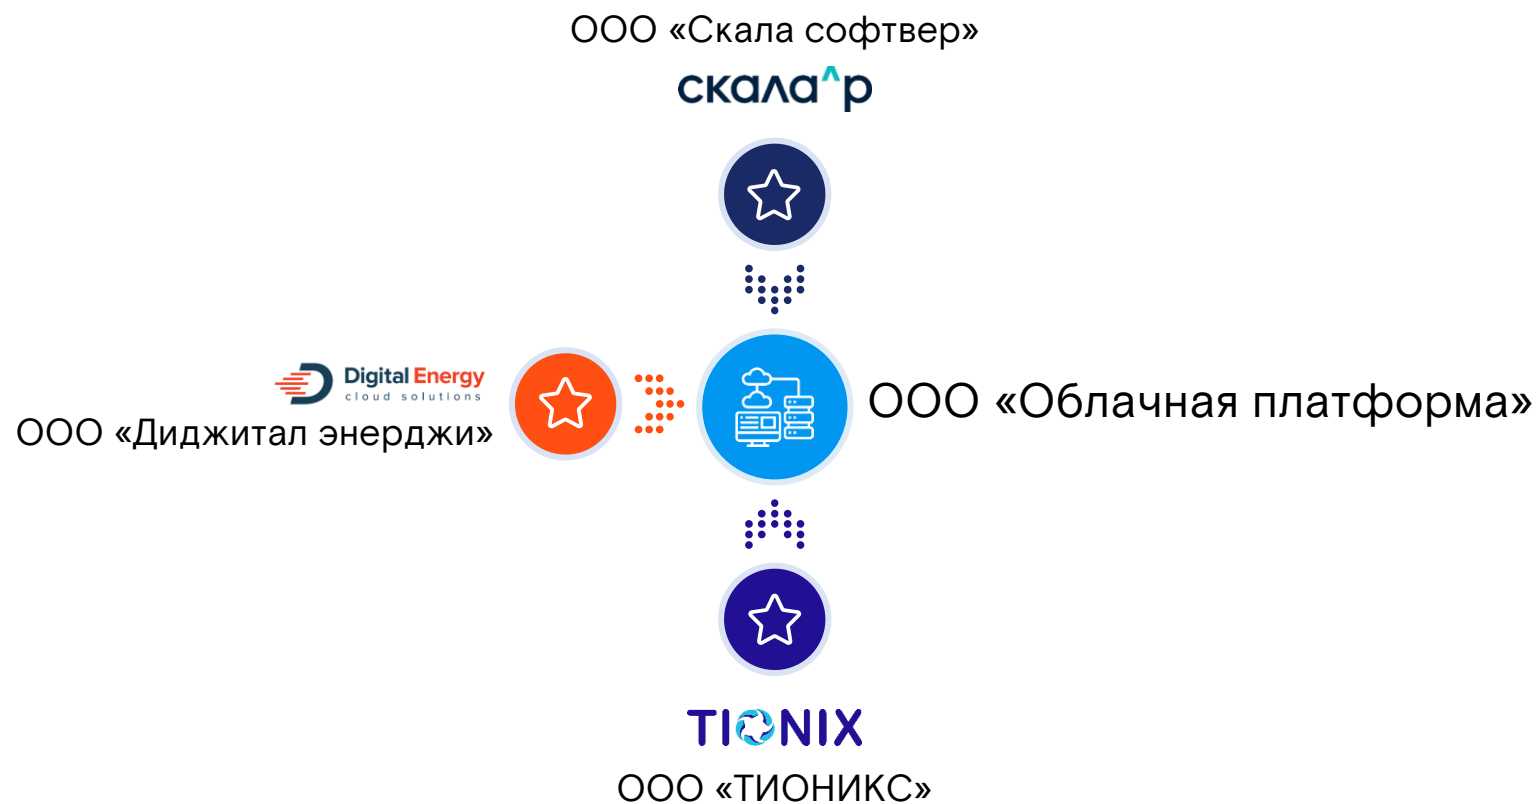 ООО «Скала софтвер»
скала^р
Digital Energy
cloud solutions
ООО «Диджитал энерджи»
ООО «Облачная платформа»
TIONIX
ООО «ТИОНИКС»